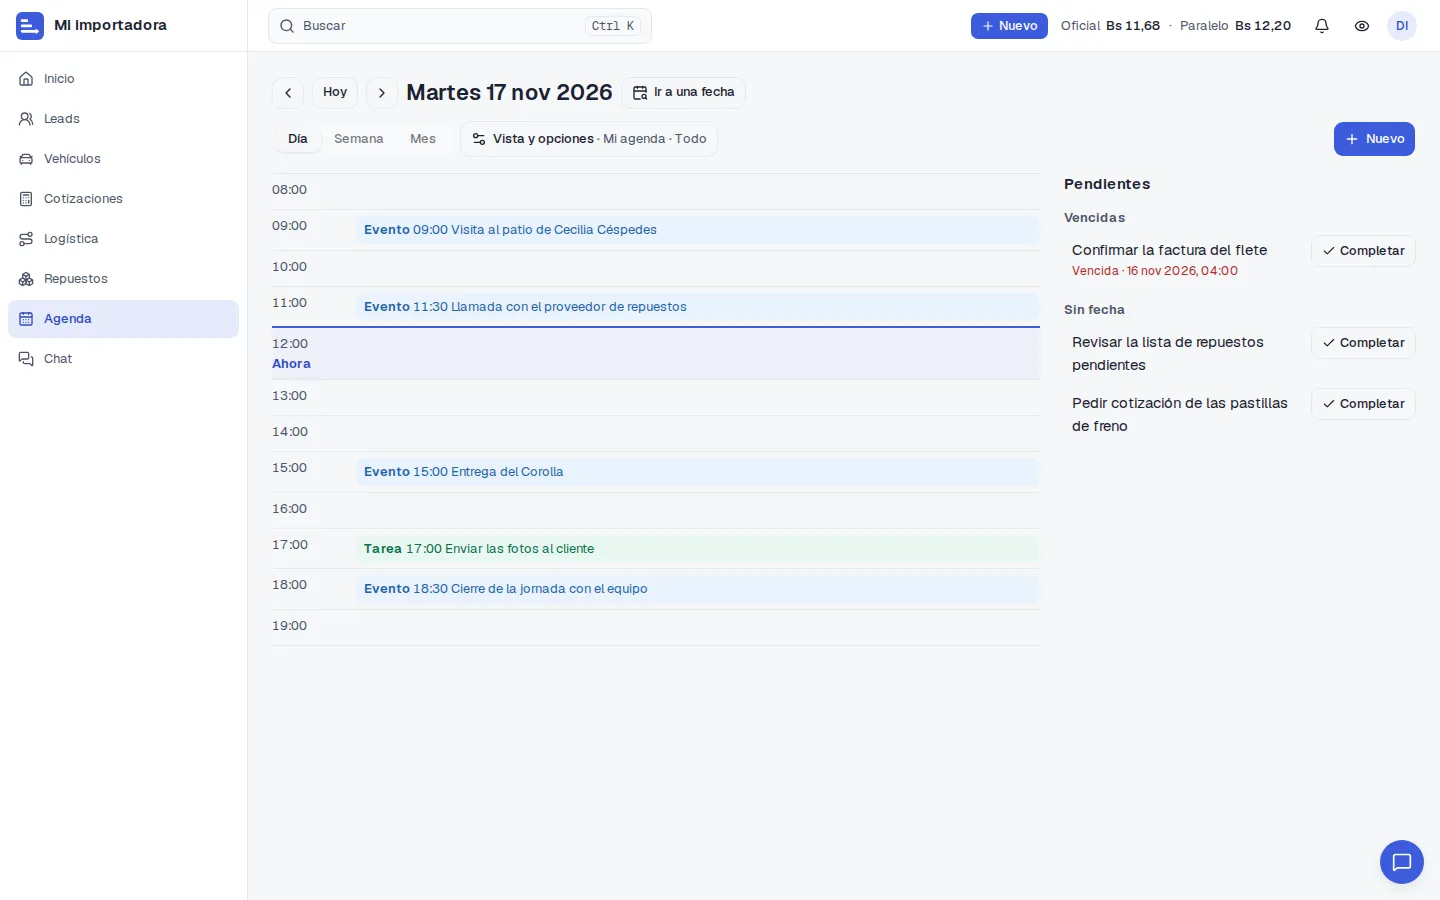 Mi Importadora
Buscar
Ctrl K
Nuevo
Oficial Bs 11,68 · Paralelo Bs 12,20
DI
Inicio
Leads
Vehículos
Cotizaciones
Logística
Repuestos
Agenda
Chat
Hoy
Martes 17 nov 2026
Ir a una fecha
Día
Semana
Mes
Vista y opciones · Mi agenda · Todo
Nuevo
08:00
09:00
Evento 09:00 Visita al patio de Cecilia Céspedes
10:00
11:00
Evento 11:30 Llamada con el proveedor de repuestos
12:00
Ahora
13:00
14:00
15:00
Evento 15:00 Entrega del Corolla
16:00
17:00
Tarea 17:00 Enviar las fotos al cliente
18:00
Evento 18:30 Cierre de la jornada con el equipo
19:00
Pendientes
Vencidas
Confirmar la factura del flete
Vencida · 16 nov 2026, 04:00
Completar
Sin fecha
Revisar la lista de repuestos
pendientes
Completar
Pedir cotización de las pastillas
de freno
Completar